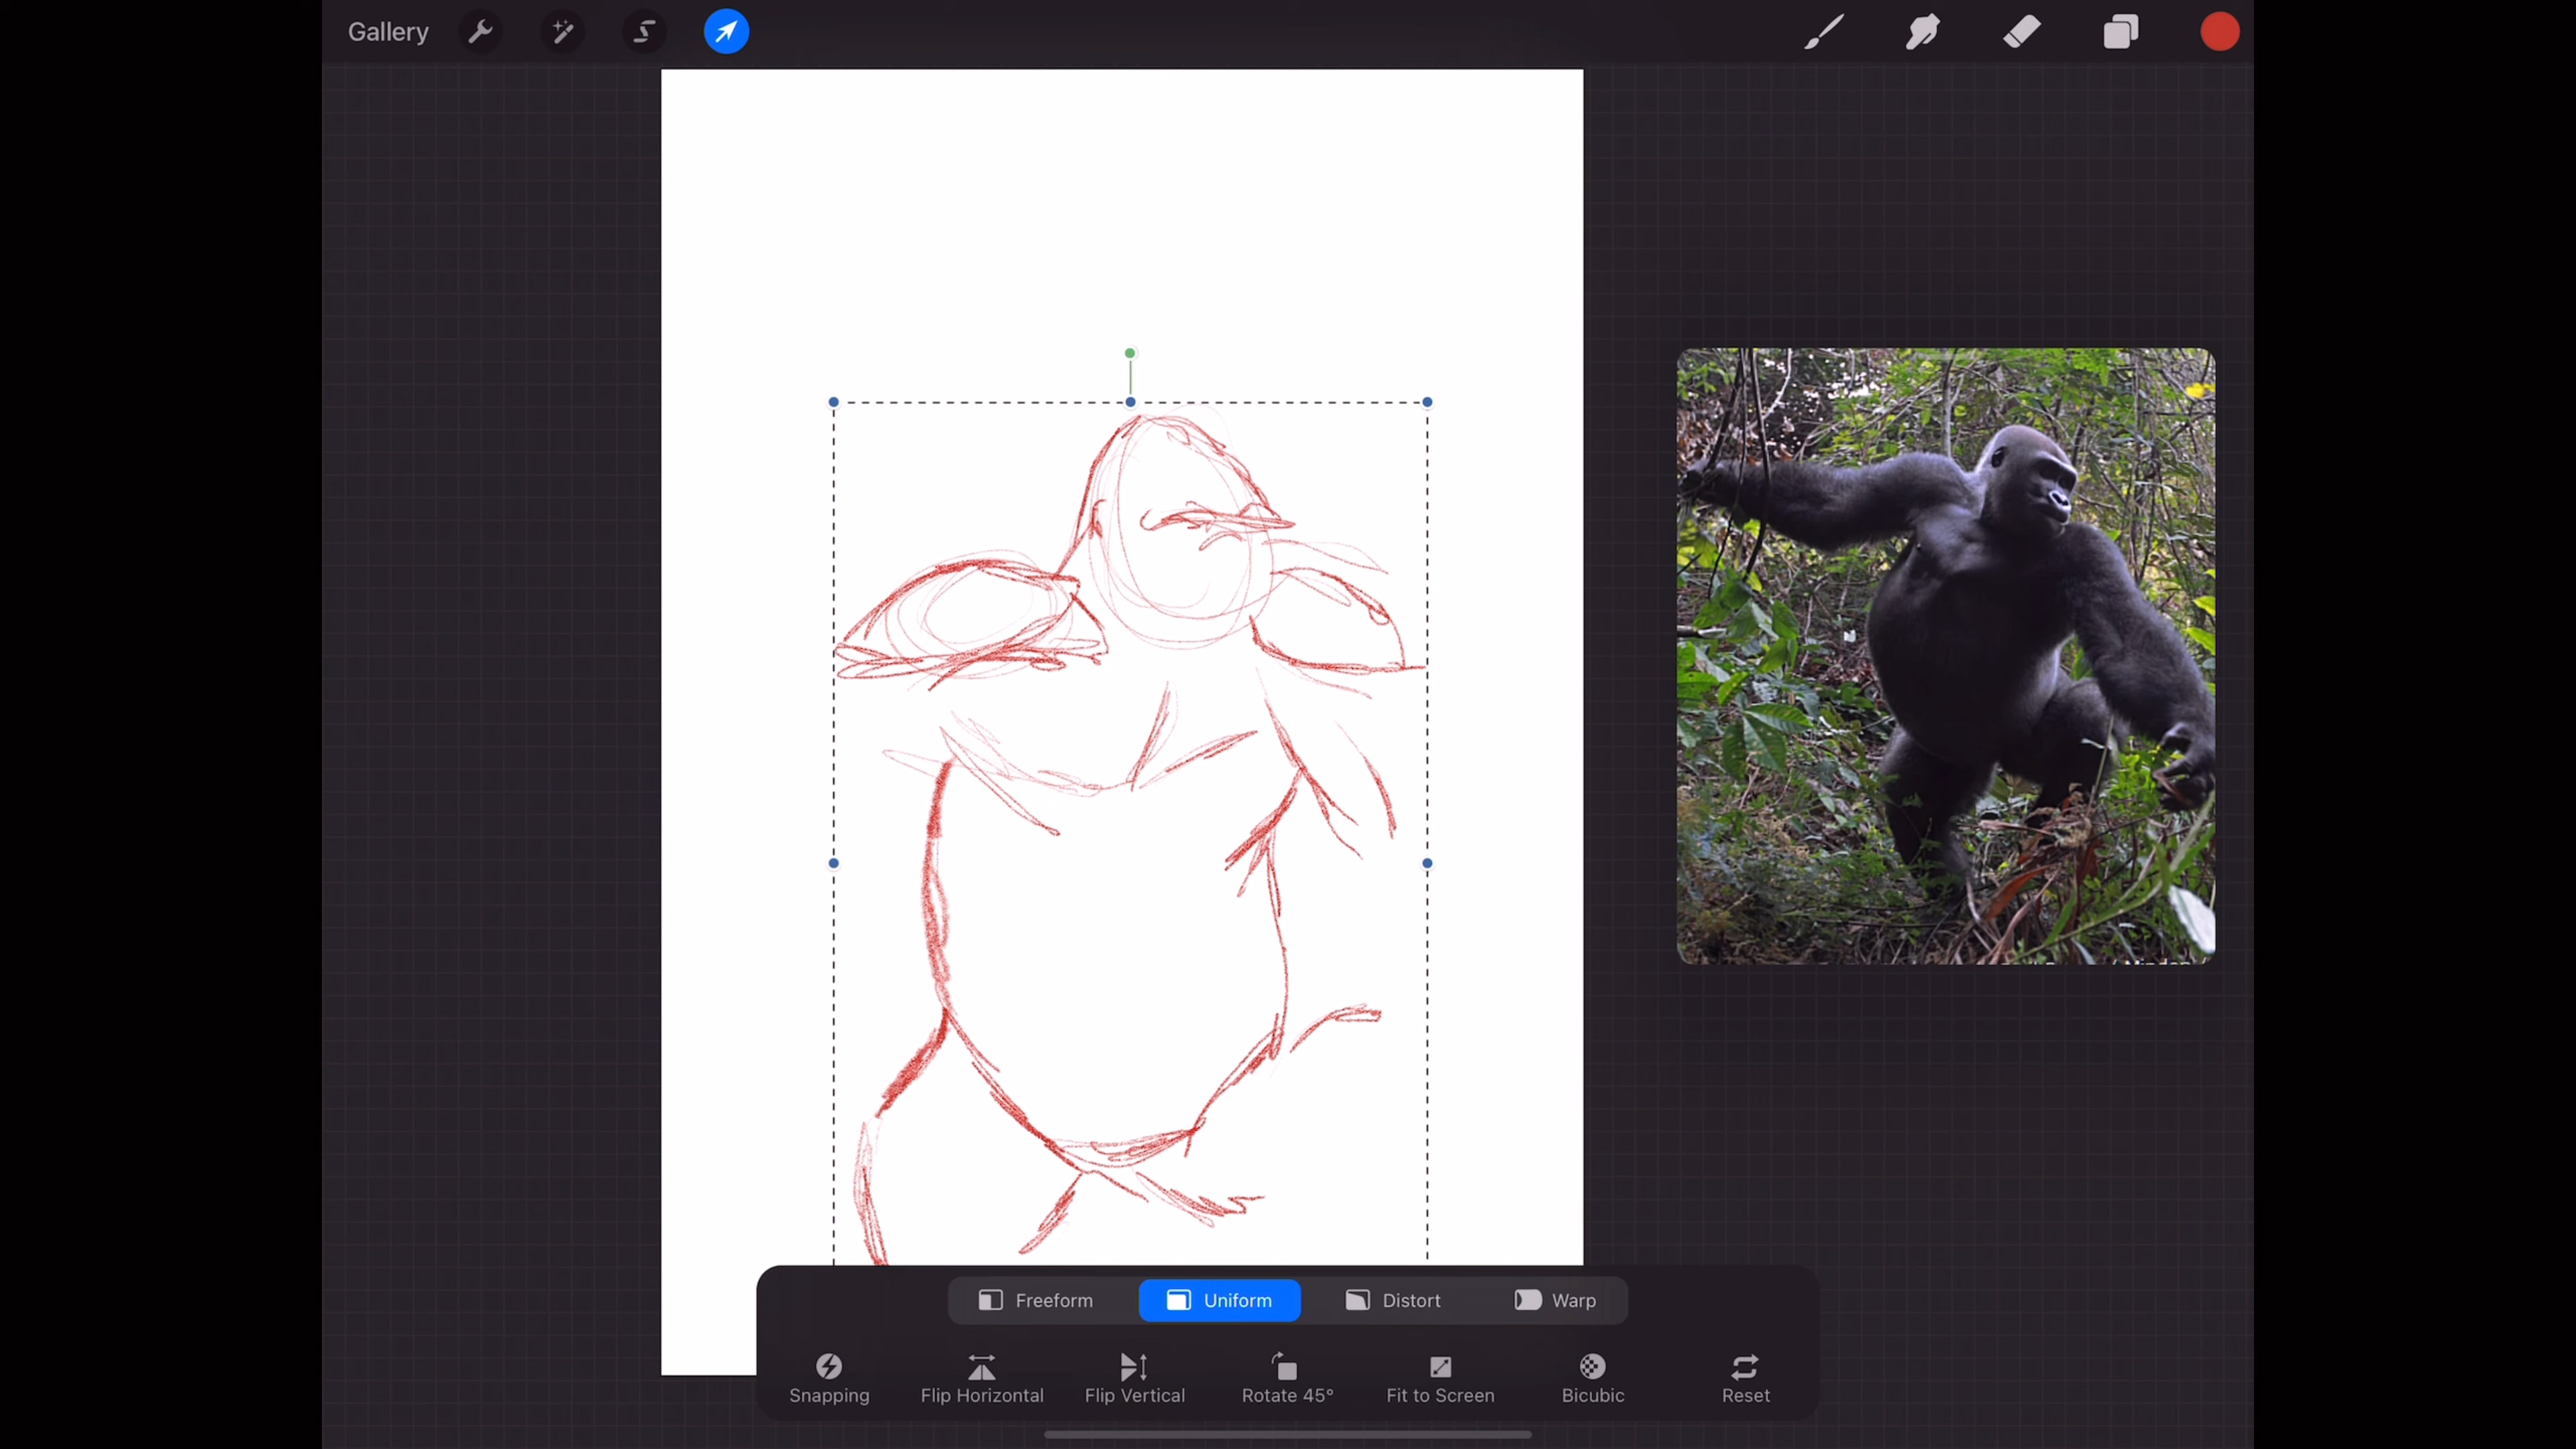 Gallery
Freeform
Uniform
Distort
Warp
Snapping
Flip Horizontal
Flip Vertical
Rotate 45°
Fit to Screen
Bicubic
Reset